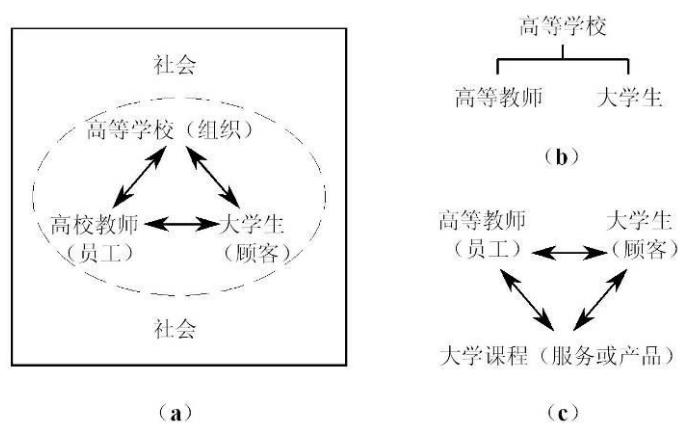 社会
高等学校（组织）
高校教师
（员工）
大学生
（顾客）
社会
（a）
高等学校
高等教师 大学生
（b）
高等教师
（员工）
大学生
（顾客）
大学课程（服务或产品）
（c）